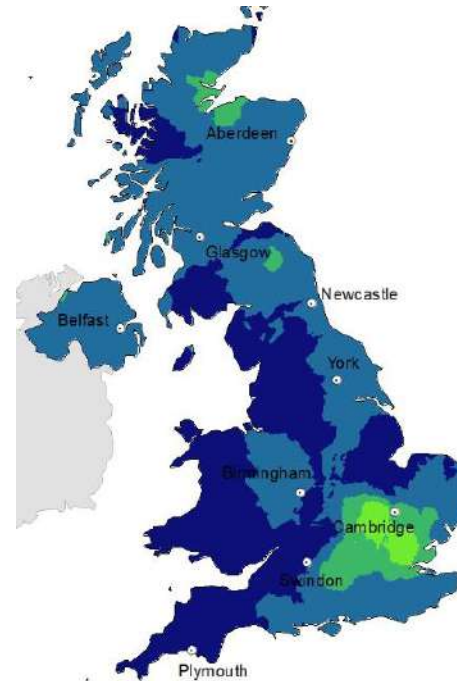 Aberdeen
Glasgow
Newcastle
Belfast
York
Birmingham
Cambridge
Swindon
Plymouth